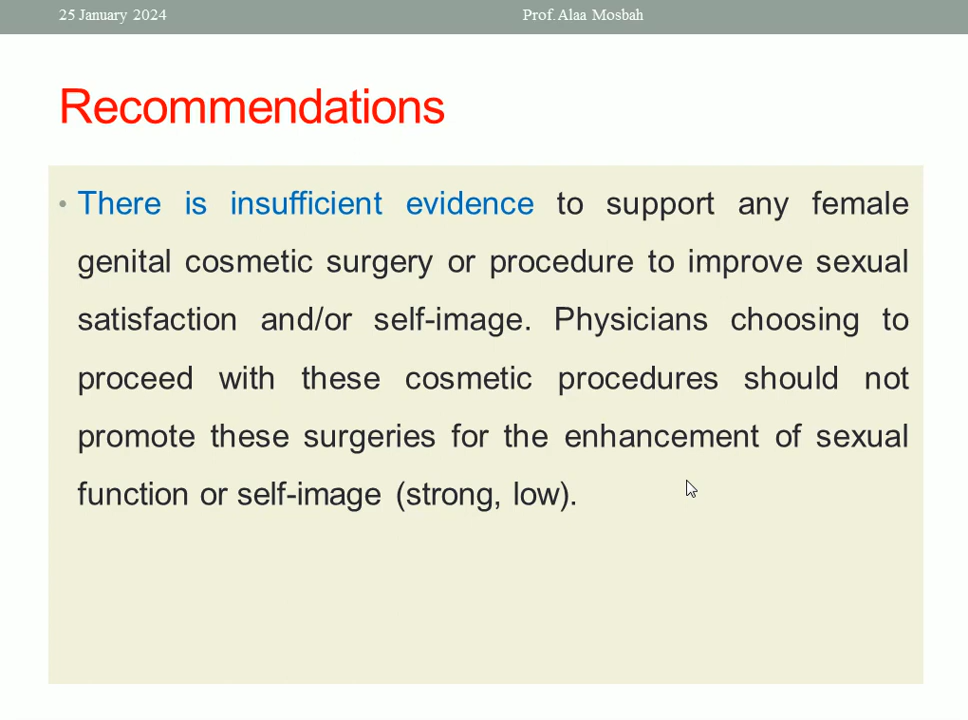 25 January 2024 Prof.Alaa Mosbah
Recommendations
• There is insufficient evidence to support any female
genital cosmetic surgery or procedure to improve sexual
satisfaction and/or self-image. Physicians choosing to
proceed with these cosmetic procedures should not
promote these surgeries for the enhancement of sexual
function or self-image (strong, low).